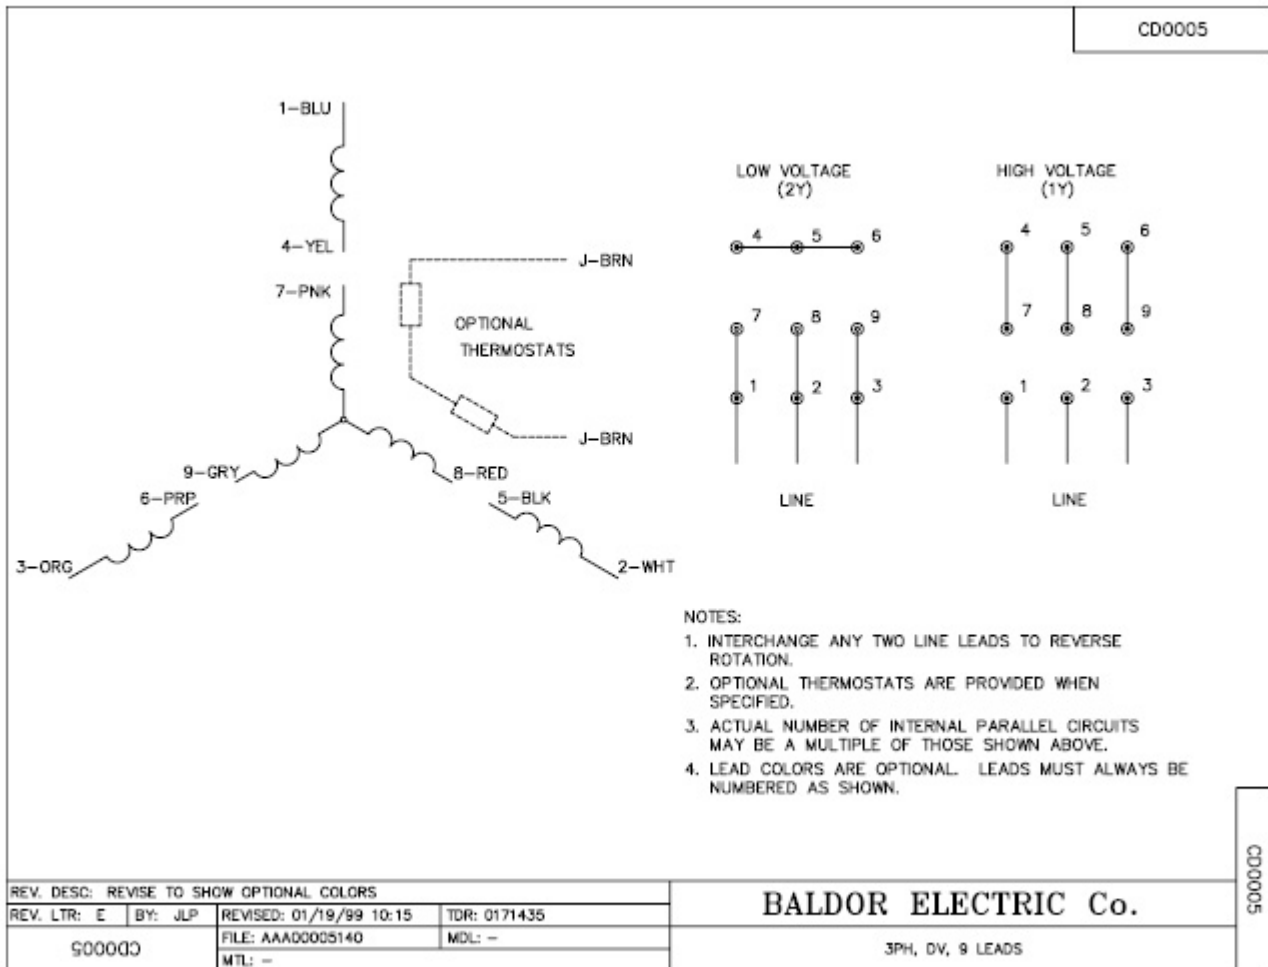 CD0005
1-BLU
4-YEL
7-PNK
J-BRN
OPTIONAL
THERMOSTATS
J-BRN
9-GRY
8-RED
6-PRP
5-BLK
3-ORG
2-WHT
LOW VOLTAGE
(2Y)
4 5 6
7 8 9
1 2 3
LINE
HIGH VOLTAGE
(1Y)
4 5 6
7 8 9
1 2 3
LINE
NOTES:
1. INTERCHANGE ANY TWO LINE LEADS TO REVERSE
ROTATION.
2. OPTIONAL THERMOSTATS ARE PROVIDED WHEN
SPECIFIED.
3. ACTUAL NUMBER OF INTERNAL PARALLEL CIRCUITS
MAY BE A MULTIPLE OF THOSE SHOWN ABOVE.
4. LEAD COLORS ARE OPTIONAL. LEADS MUST ALWAYS BE
NUMBERED AS SHOWN.
CD0005
REV. DESC: REVISE TO SHOW OPTIONAL COLORS
REV. LTR: E BY: JLP REVISED: 01/19/99 10:15 TDR: 0171435
CD0005
FILE: AAA00005140 MDL: -
MTL: -
BALDOR ELECTRIC Co.
3PH, DV, 9 LEADS